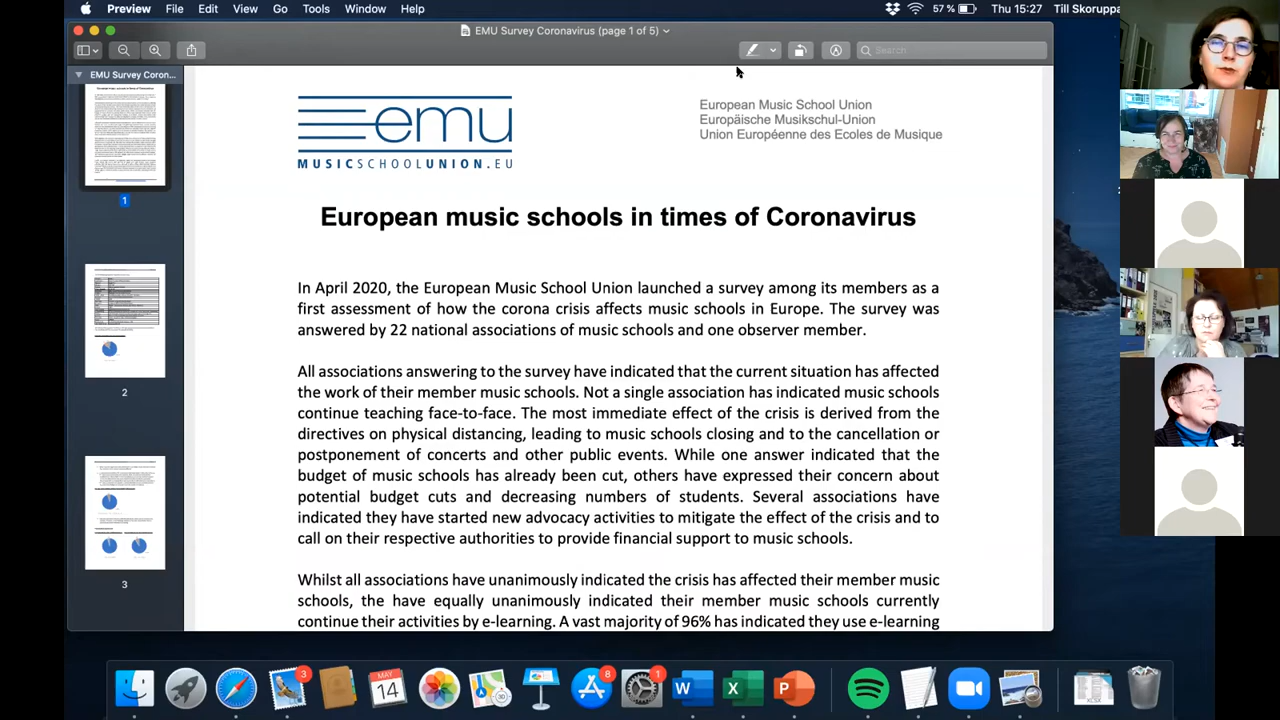 Preview File Edit View Go Tools Window Help 57 % Thu 15:27 Till Skoruppa
EMU Survey Coronavirus (page 1 of 5)
Search
EMU Survey Coron...
1
2
3
emu
MUSICSCHOOLUNION.EU
European Music School Union
Europäische Musikschul-Union
Union Européenne des Ecoles de Musique
European music schools in times of Coronavirus
In April 2020, the European Music School Union launched a survey among its members as a
first assessment of how the corona crisis affects music schools in Europe. The survey was
answered by 22 national associations of music schools and one observer member.
All associations answering to the survey have indicated that the current situation has affected
the work of their member music schools. Not a single association has indicated music schools
continue teaching face-to-face. The most immediate effect of the crisis is derived from the
directives on physical distancing, leading to music schools closing and to the cancellation or
postponement of concerts and other public events. While one answer indicated that the
budget of music schools has already been cut, others have expressed their concern about
potential budget cuts and decreasing numbers of students. Several associations have
indicated they have started new advocacy activities to mitigate the effect of the crisis and to
call on their respective authorities to provide financial support to music schools.
Whilst all associations have unanimously indicated the crisis has affected their member music
schools, the have equally unanimously indicated their member music schools currently
continue their activities by e-learning. A vast majority of 96% has indicated they use e-learning
3
MAY
14
8
1
W
X
P